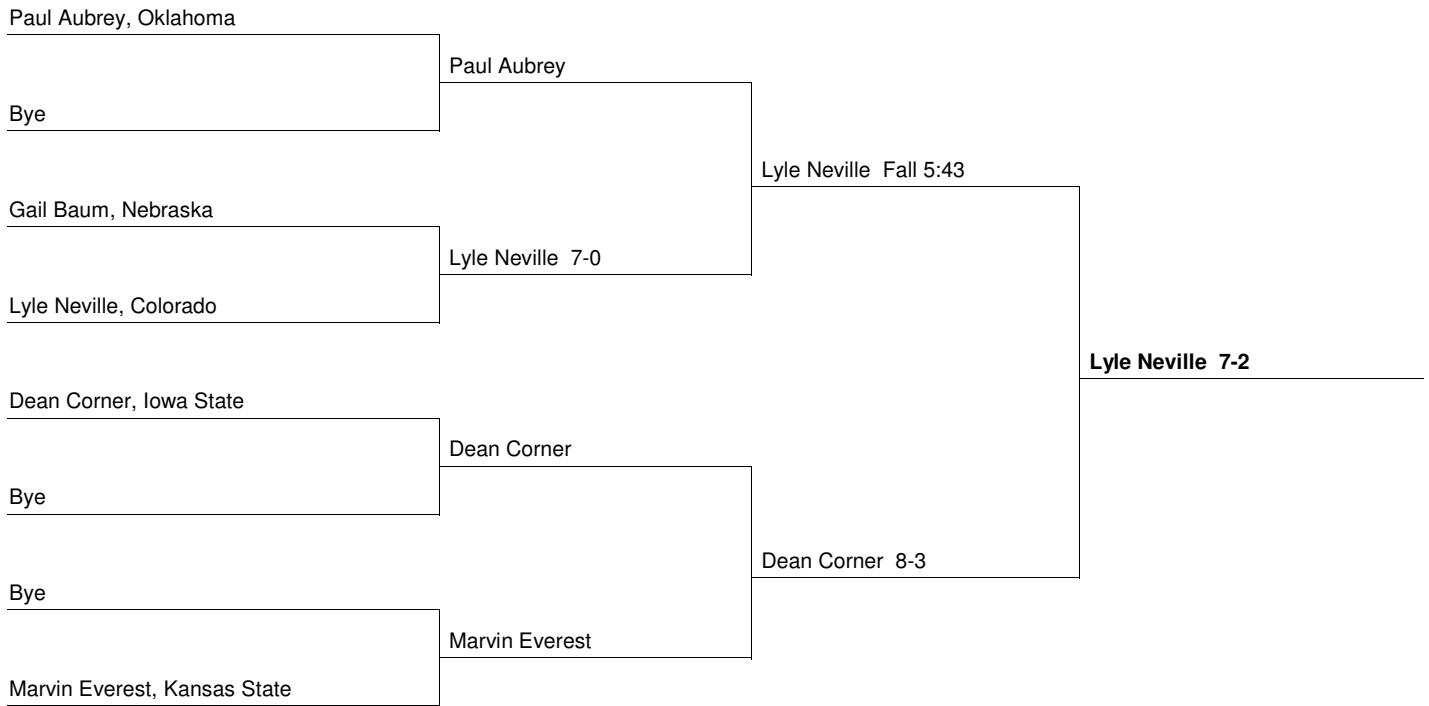 Paul Aubrey, Oklahoma
Paul Aubrey
Bye
Lyle Neville  Fall 5:43
Gail Baum, Nebraska
Lyle Neville  7-0
Lyle Neville, Colorado
Lyle Neville  7-2
Dean Corner, Iowa State
Dean Corner
Bye
Dean Corner  8-3
Bye
Marvin Everest
Marvin Everest, Kansas State